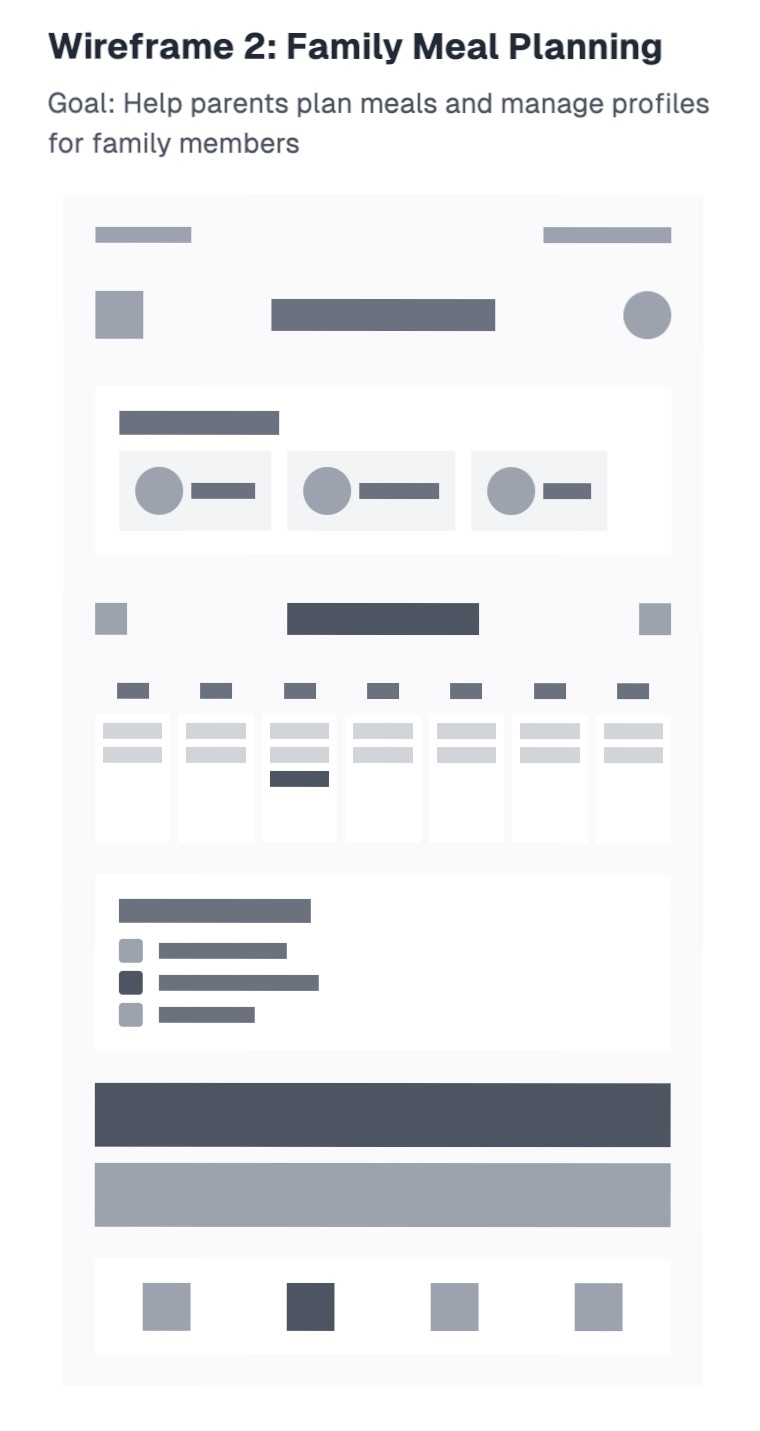 Wireframe 2: Family Meal Planning
Goal: Help parents plan meals and manage profiles
for family members